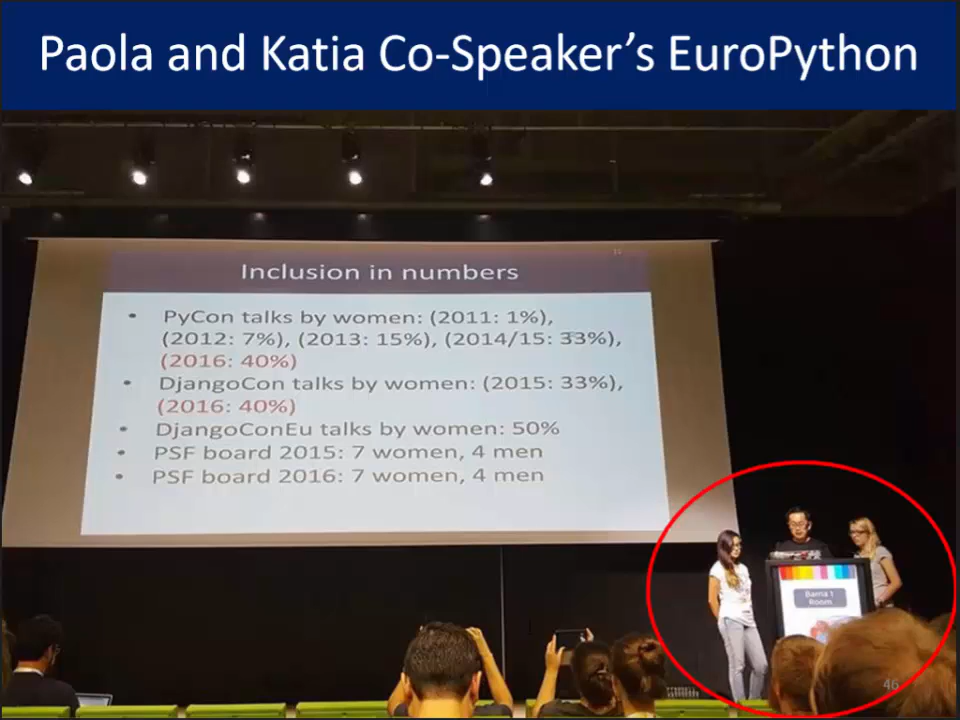 Paola and Katia Co-Speaker's EuroPython
Inclusion in numbers
• PyCon talks by women: (2011: 1%),
(2012: 7%), (2013: 15%), (2014/15: 33%),
(2016: 40%)
• DjangoCon talks by women: (2015: 33%),
(2016: 40%)
• DjangoConEu talks by women: 50%
• PSF board 2015: 7 women, 4 men
• PSF board 2016: 7 women, 4 men
Barria 1
Room
46